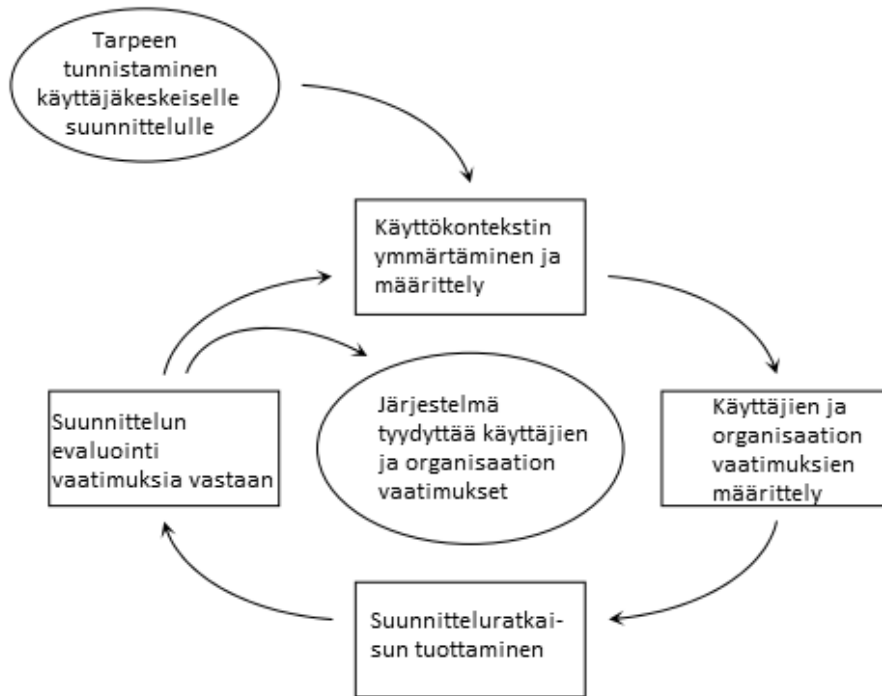 Tarpeen
tunnistaminen
käyttäjäkeskeiselle
suunnittelulle
Käyttökontekstin
ymmärtäminen ja
määrittely
Käyttäjien ja
organisaation
vaatimuksien
määrittely
Suunnitteluratkai-
sun tuottaminen
Suunnittelun
evaluointi
vaatimuksia vastaan
Järjestelmä
tyydyttää käyttäjien
ja organisaation
vaatimukset